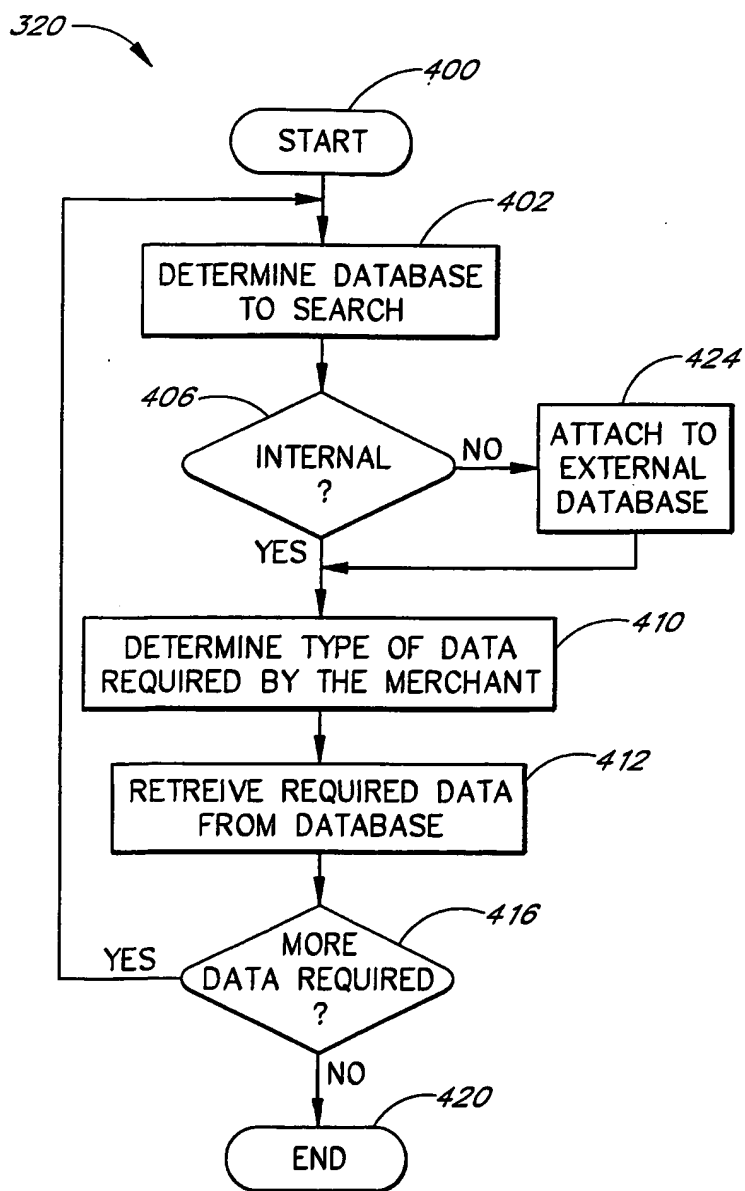 320
400
START
402
DETERMINE DATABASE
TO SEARCH
424
406
INTERNAL
?
NO
ATTACH TO
EXTERNAL
DATABASE
YES
410
DETERMINE TYPE OF DATA
REQUIRED BY THE MERCHANT
412
RETREIVE REQUIRED DATA
FROM DATABASE
416
YES
MORE
DATA REQUIRED
?
NO
420
END